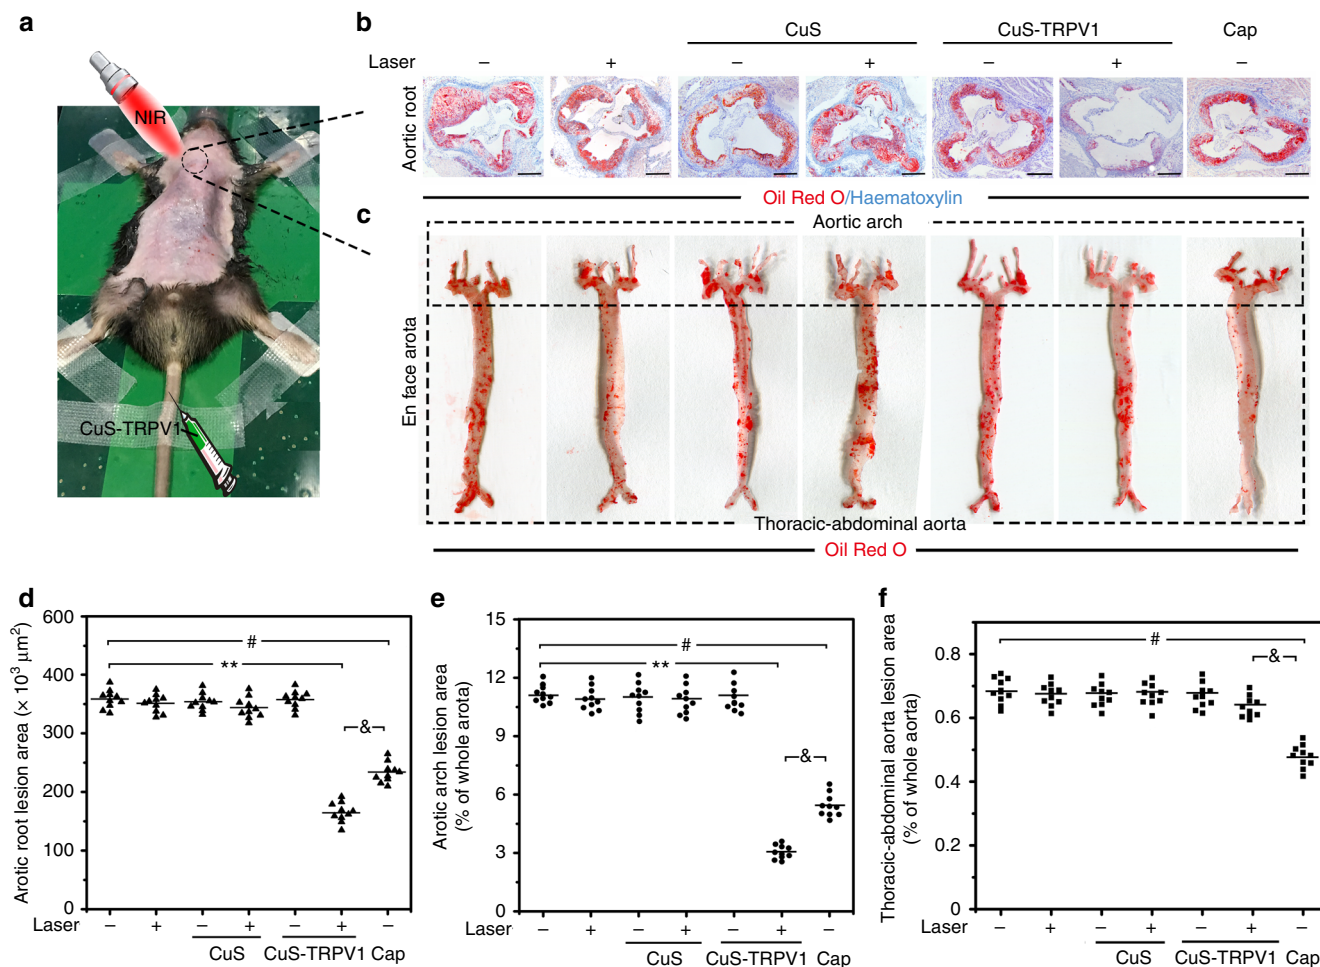 a
NIR
CuS-TRPV1
b
CuS
CuS-TRPV1
Cap
Laser − + − + − + −
Aortic root
Oil Red O/Haematoxylin
c
Aortic arch
En face arota
Thoracic-abdominal aorta
Oil Red O
d
Arotic root lesion area (× 10³ μm²)
600
400
300
200
100
0
#
**
&
Laser − + − + − + −
CuS
CuS-TRPV1
Cap
e
Arotic arch lesion area
(% of whole arota)
15
12
9
6
3
0
#
**
&
Laser − + − + − + −
CuS
CuS-TRPV1
Cap
f
Thoracic-abdominal aorta lesion area
(% of whole aorta)
0.8
0.6
0.4
0.2
0
#
&
Laser − + − + − + −
CuS
CuS-TRPV1
Cap